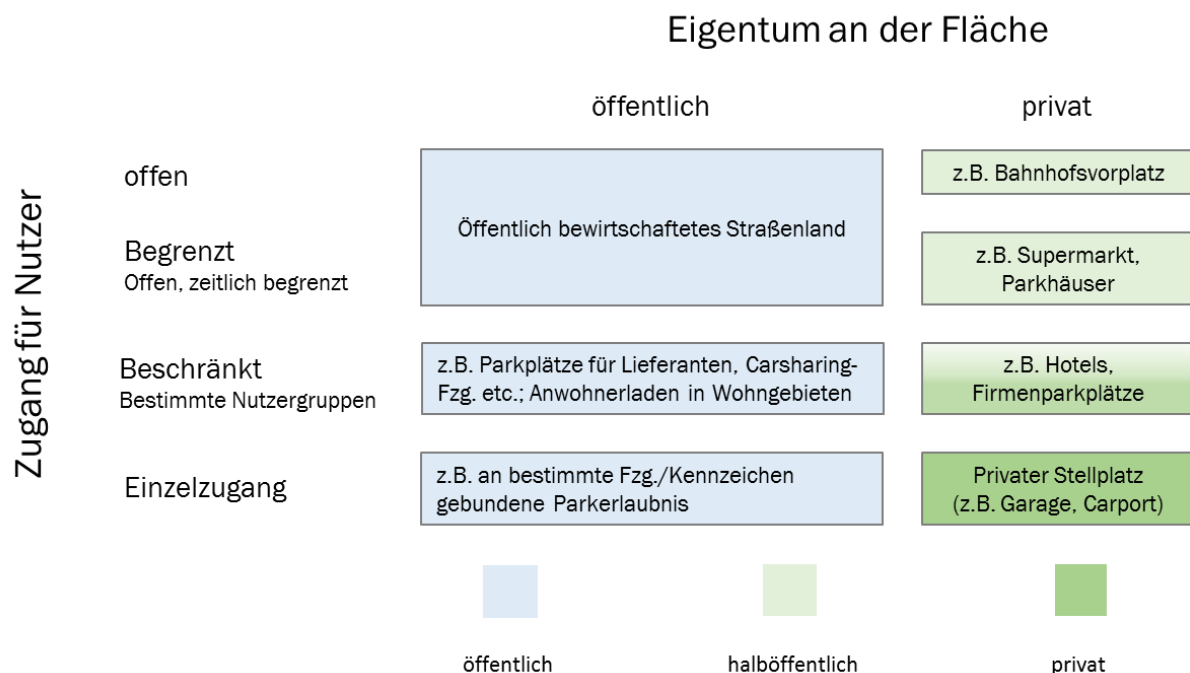 Eigentum an der Fläche
öffentlich
privat
Zugang für Nutzer
offen
Öffentlich bewirtschaftetes Straßenland
z.B. Bahnhofsvorplatz
Begrenzt
Offen, zeitlich begrenzt
z.B. Supermarkt,
Parkhäuser
Beschränkt
Bestimmte Nutzergruppen
z.B. Parkplätze für Lieferanten, Carsharing-
Fzg. etc.; Anwohnerladen in Wohngebieten
z.B. Hotels,
Firmenparkplätze
Einzelzugang
z.B. an bestimmte Fzg./Kennzeichen
gebundene Parkerlaubnis
Privater Stellplatz
(z.B. Garage, Carport)
öffentlich
halböffentlich
privat